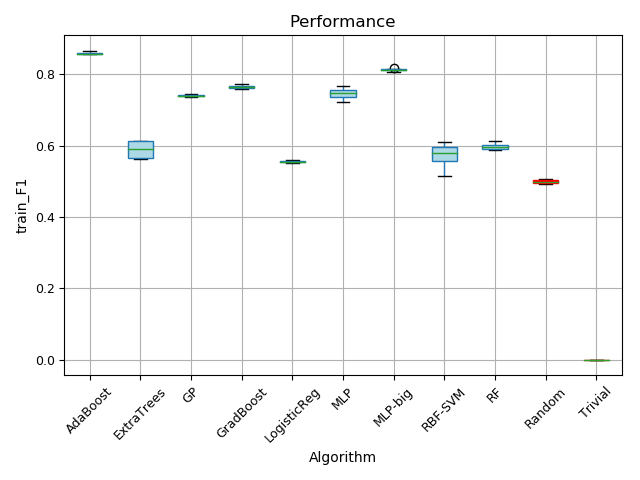 Performance
train_F1
0.8
0.6
0.4
0.2
0.0
AdaBoost
ExtraTrees
GP
GradBoost
LogisticReg
MLP
MLP-big
RBF-SVM
RF
Random
Trivial
Algorithm